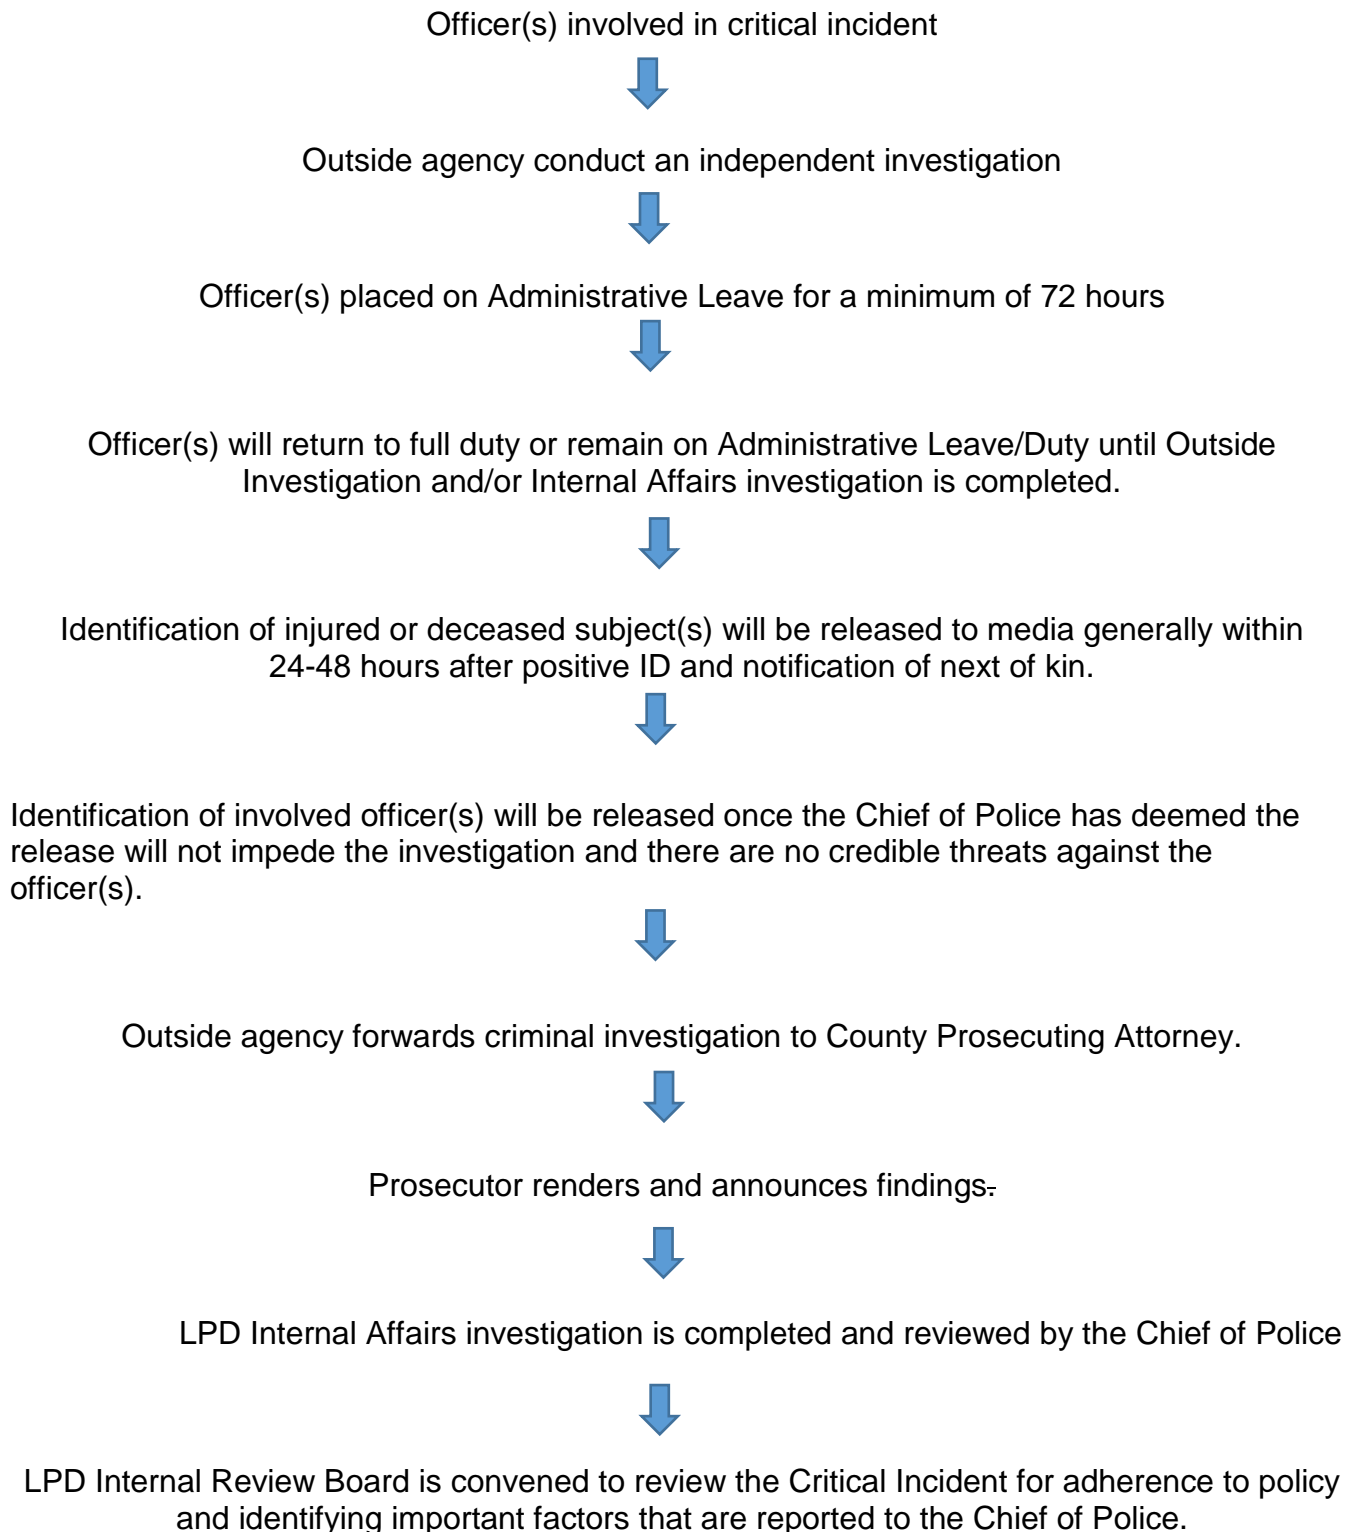 Officer(s) involved in critical incident
Outside agency conduct an independent investigation
Officer(s) placed on Administrative Leave for a minimum of 72 hours
Officer(s) will return to full duty or remain on Administrative Leave/Duty until Outside
Investigation and/or Internal Affairs investigation is completed.
Identification of injured or deceased subject(s) will be released to media generally within
24-48 hours after positive ID and notification of next of kin.
Identification of involved officer(s) will be released once the Chief of Police has deemed the
release will not impede the investigation and there are no credible threats against the
officer(s).
Outside agency forwards criminal investigation to County Prosecuting Attorney.
Prosecutor renders and announces findings.
LPD Internal Affairs investigation is completed and reviewed by the Chief of Police
LPD Internal Review Board is convened to review the Critical Incident for adherence to policy
and identifying important factors that are reported to the Chief of Police.